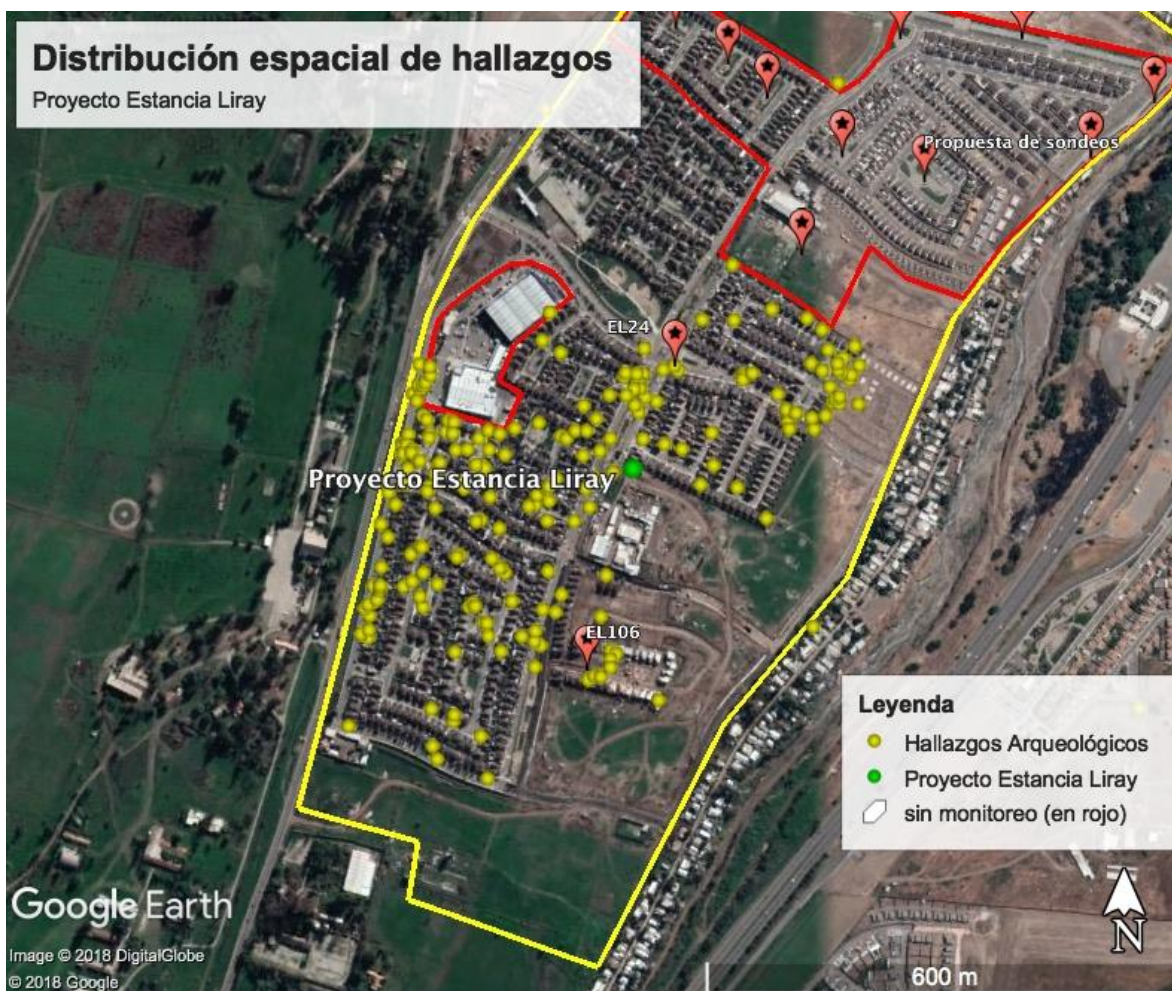 Distribución espacial de hallazgos
Proyecto Estancia Liray
Propuesta de sondeos
EL24
Proyecto Estancia Liray
EL106
Leyenda
Hallazgos Arqueológicos
Proyecto Estancia Liray
sin monitoreo (en rojo)
Google Earth
N
Image © 2018 DigitalGlobe
© 2018 Google
600 m